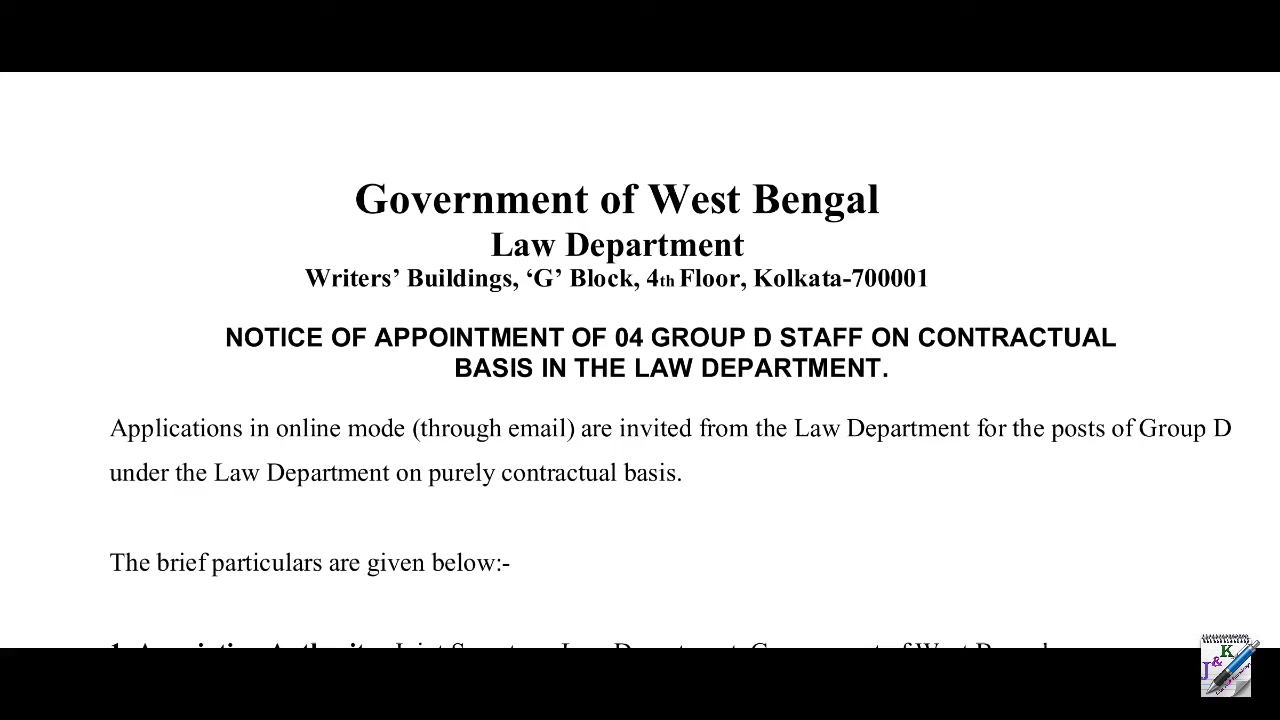 Government of West Bengal
Law Department
Writers’ Buildings, ‘G’ Block, 4th Floor, Kolkata-700001
NOTICE OF APPOINTMENT OF 04 GROUP D STAFF ON CONTRACTUAL
BASIS IN THE LAW DEPARTMENT.
Applications in online mode (through email) are invited from the Law Department for the posts of Group D
under the Law Department on purely contractual basis.
The brief particulars are given below:-
J&K